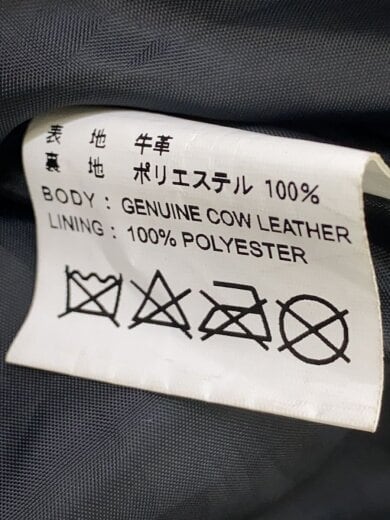 表 地 牛革
裏 地 ポリエステル 100%
BODY : GENUINE COW LEATHER
LINING : 100% POLYESTER